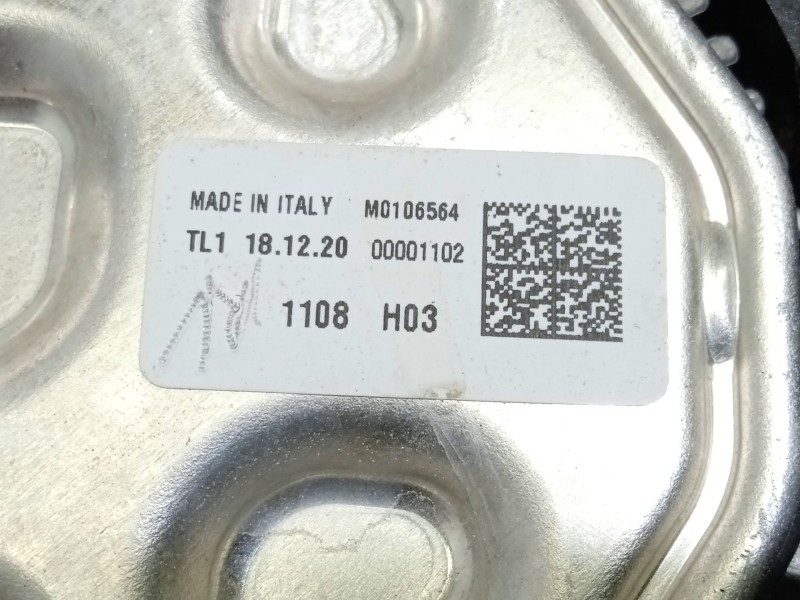 MADE IN ITALY M0106564
TL1 18.12.20 00001102
1108 H03